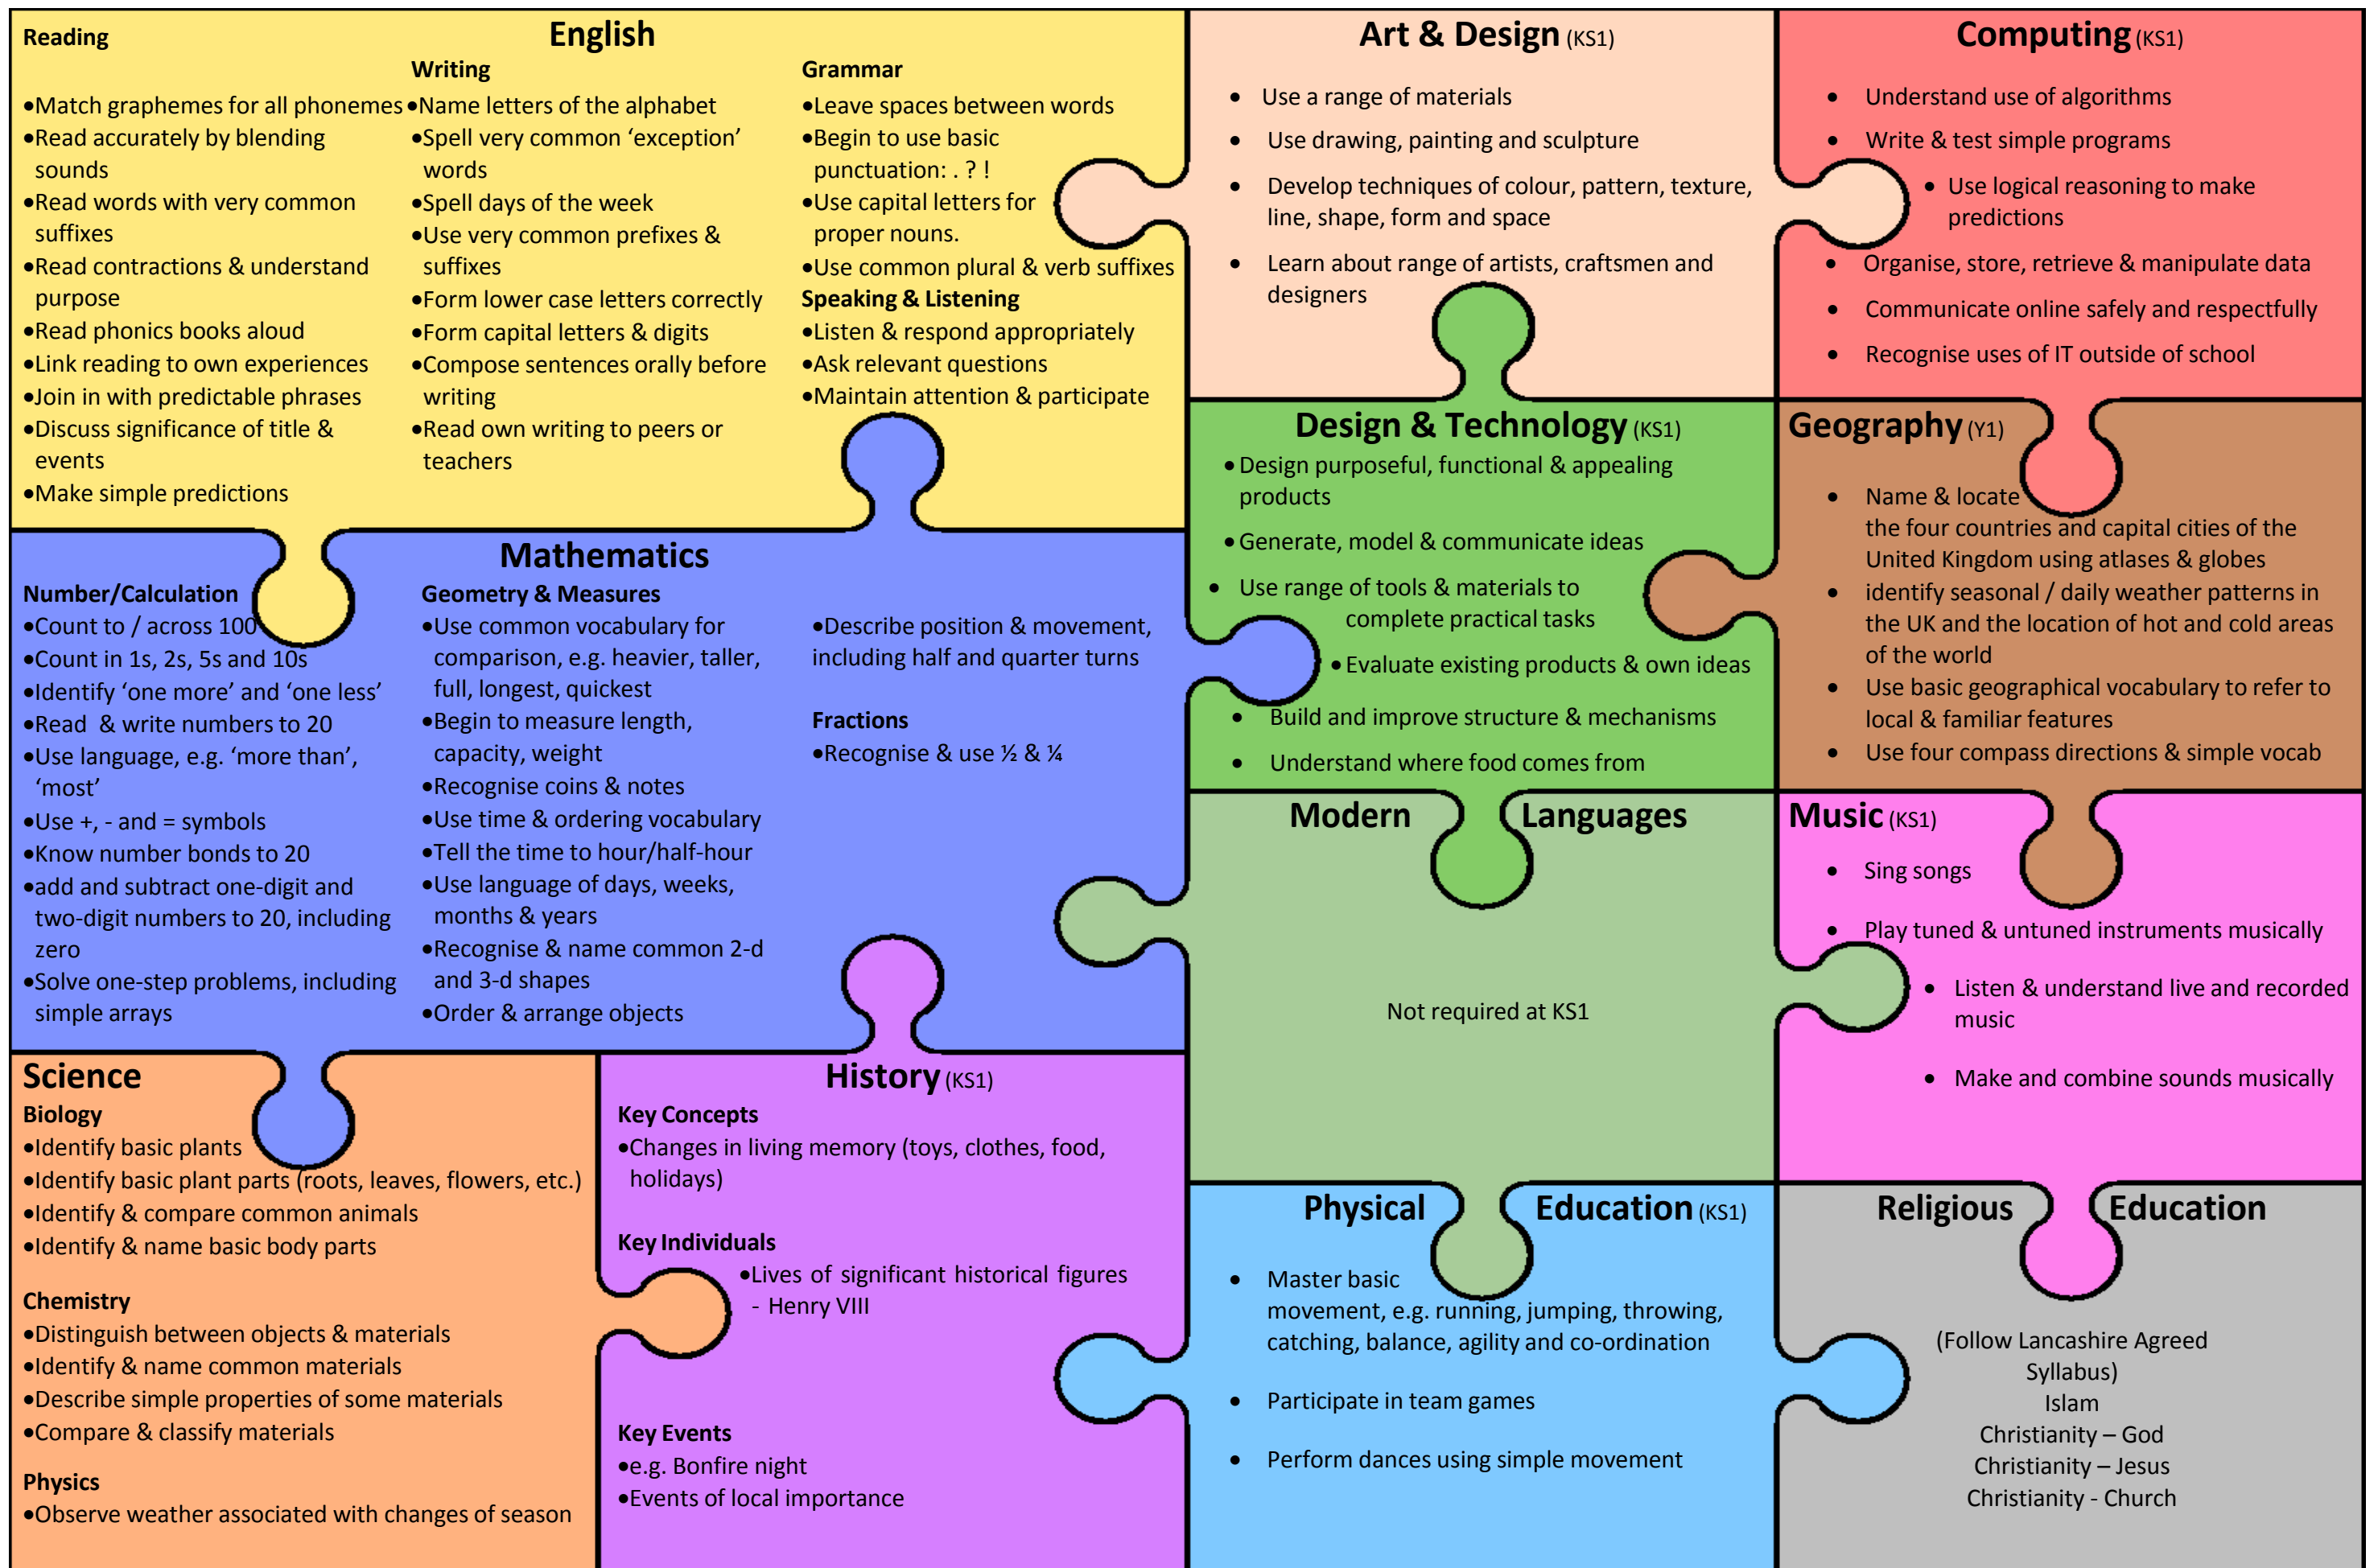 English
Reading
•Match graphemes for all phonemes
•Read accurately by blending
sounds
•Read words with very common
suffixes
•Read contractions & understand
purpose
•Read phonics books aloud
•Link reading to own experiences
•Join in with predictable phrases
•Discuss significance of title &
events
•Make simple predictions
Writing
•Name letters of the alphabet
•Spell very common ‘exception’
words
•Spell days of the week
•Use very common prefixes &
suffixes
•Form lower case letters correctly
•Form capital letters & digits
•Compose sentences orally before
writing
•Read own writing to peers or
teachers
Grammar
•Leave spaces between words
•Begin to use basic
punctuation: . ? !
•Use capital letters for
proper nouns.
•Use common plural & verb suffixes
Speaking & Listening
•Listen & respond appropriately
•Ask relevant questions
•Maintain attention & participate
Art & Design (KS1)
• Use a range of materials
• Use drawing, painting and sculpture
• Develop techniques of colour, pattern, texture,
line, shape, form and space
• Learn about range of artists, craftsmen and
designers
Computing (KS1)
• Understand use of algorithms
• Write & test simple programs
• Use logical reasoning to make
predictions
• Organise, store, retrieve & manipulate data
• Communicate online safely and respectfully
• Recognise uses of IT outside of school
Mathematics
Number/Calculation
•Count to / across 100
•Count in 1s, 2s, 5s and 10s
•Identify ‘one more’ and ‘one less’
•Read & write numbers to 20
•Use language, e.g. ‘more than’,
‘most’
•Use +, - and = symbols
•Know number bonds to 20
•add and subtract one-digit and
two-digit numbers to 20, including
zero
•Solve one-step problems, including
simple arrays
Geometry & Measures
•Use common vocabulary for
comparison, e.g. heavier, taller,
full, longest, quickest
•Begin to measure length,
capacity, weight
•Recognise coins & notes
•Use time & ordering vocabulary
•Tell the time to hour/half-hour
•Use language of days, weeks,
months & years
•Recognise & name common 2-d
and 3-d shapes
•Order & arrange objects
•Describe position & movement,
including half and quarter turns
Fractions
•Recognise & use ½ & ¼
Design & Technology (KS1)
• Design purposeful, functional & appealing
products
• Generate, model & communicate ideas
• Use range of tools & materials to
complete practical tasks
• Evaluate existing products & own ideas
• Build and improve structure & mechanisms
• Understand where food comes from
Geography (Y1)
• Name & locate
the four countries and capital cities of the
United Kingdom using atlases & globes
• identify seasonal / daily weather patterns in
the UK and the location of hot and cold areas
of the world
• Use basic geographical vocabulary to refer to
local & familiar features
• Use four compass directions & simple vocab
Modern Languages
Not required at KS1
Music (KS1)
• Sing songs
• Play tuned & untuned instruments musically
• Listen & understand live and recorded
music
• Make and combine sounds musically
Science
Biology
•Identify basic plants
•Identify basic plant parts (roots, leaves, flowers, etc.)
•Identify & compare common animals
•Identify & name basic body parts
Chemistry
•Distinguish between objects & materials
•Identify & name common materials
•Describe simple properties of some materials
•Compare & classify materials
Physics
•Observe weather associated with changes of season
History (KS1)
Key Concepts
•Changes in living memory (toys, clothes, food,
holidays)
Key Individuals
•Lives of significant historical figures
- Henry VIII
Key Events
•e.g. Bonfire night
•Events of local importance
Physical Education (KS1)
• Master basic
movement, e.g. running, jumping, throwing,
catching, balance, agility and co-ordination
• Participate in team games
• Perform dances using simple movement
Religious Education
(Follow Lancashire Agreed
Syllabus)
Islam
Christianity – God
Christianity – Jesus
Christianity - Church